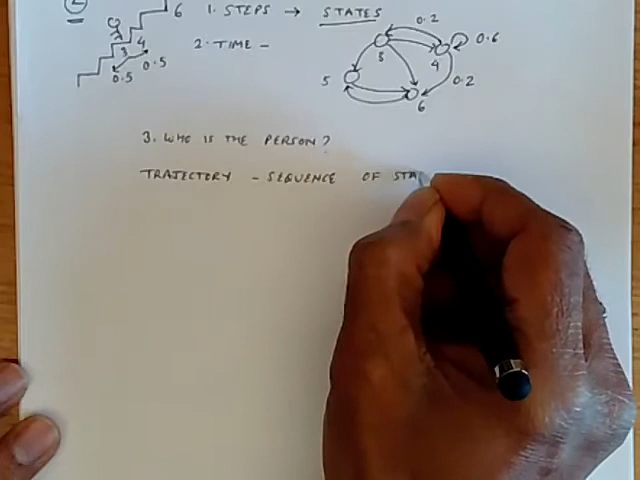 2
6 1. STEPS → STATES
2. TIME -
3 4
0.5 0.5
0.2
3 4 0.6
5 0.2
6
3. WHO IS THE PERSON?
TRAJECTORY - SEQUENCE OF STA